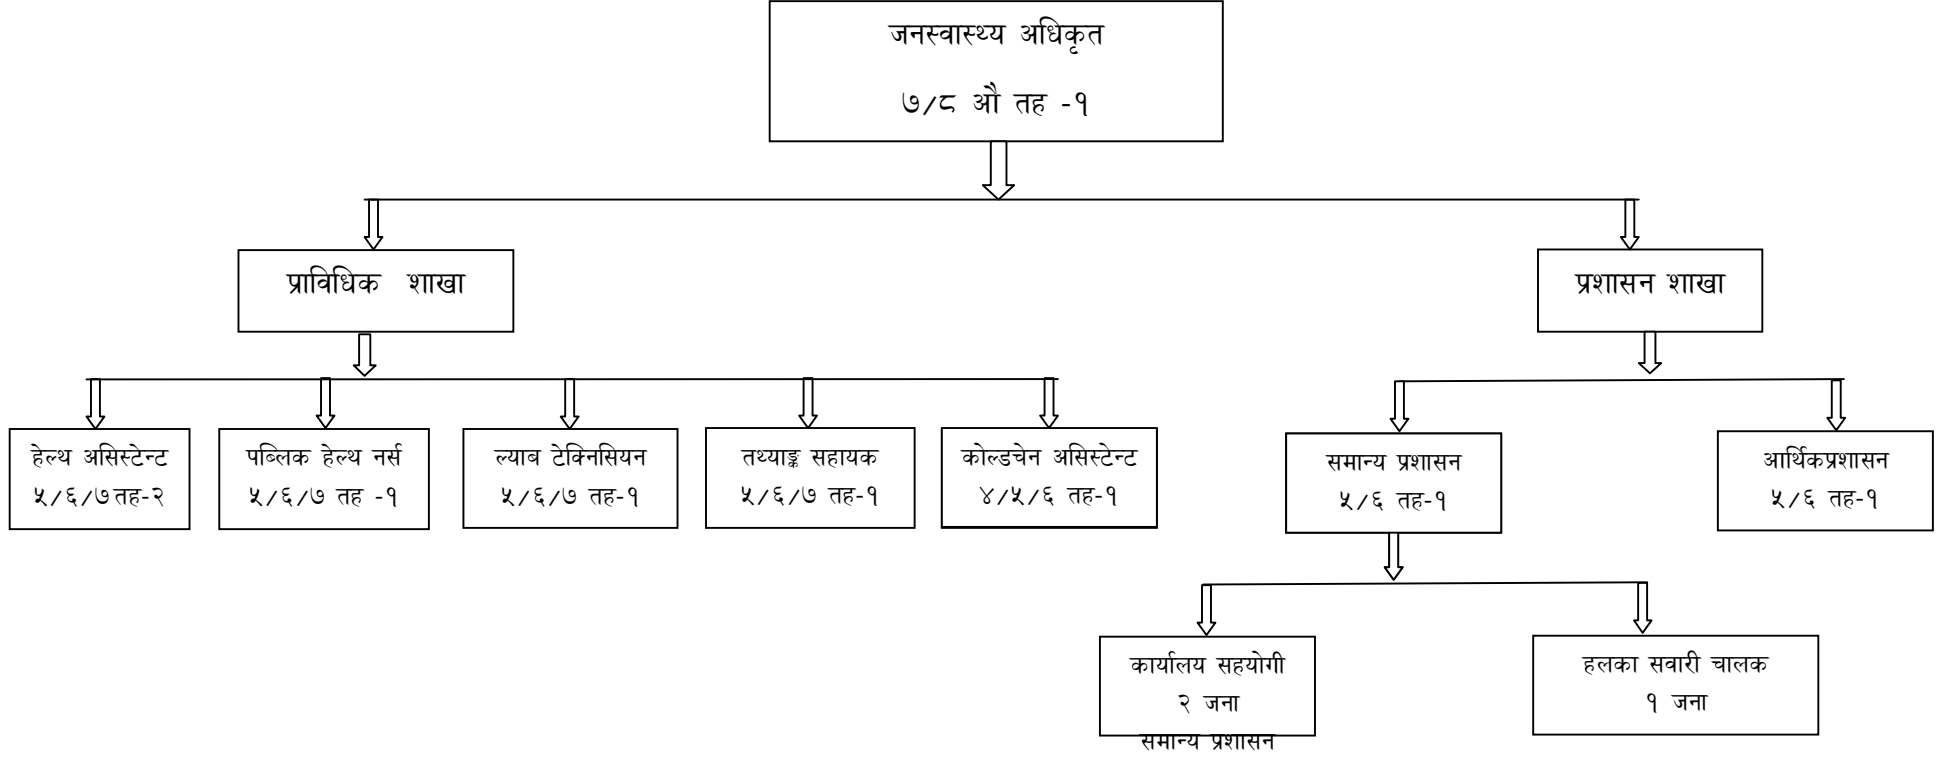 जनस्वास्थ्य अधिकृत
७/८ औ तह -१
प्राविधिक शाखा
प्रशासन शाखा
हेल्थ असिस्टेन्ट
५/६/७तह-२
पब्लिक हेल्थ नर्स
५/६/७ तह -१
ल्याब टेक्निसियन
५/६/७ तह-१
तथ्याङ्क सहायक
५/६/७ तह-१
कोल्डचेन असिस्टेन्ट
४/५/६ तह-१
समान्य प्रशासन
५/६ तह-१
आर्थिकप्रशासन
५/६ तह-१
कार्यालय सहयोगी
२ जना
समान्य प्रशासन
हलका सवारी चालक
१ जना